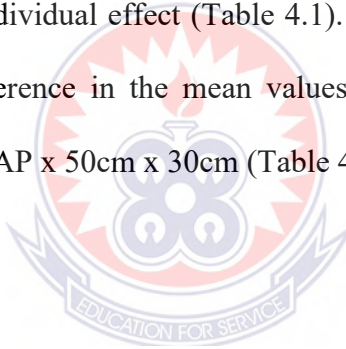 dividual effect (Table 4.1).
erence in the mean values
AP x 50cm x 30cm (Table 4
EDUCATION FOR SERVICE